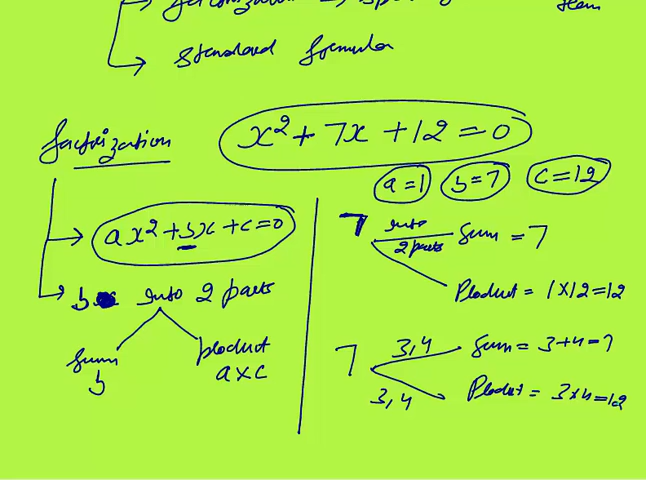 → Standard formula
factrization
x² + 7x + 12 = 0
a=1 b=7 c=12
→ ax² + bx + c = 0
→ b into 2 parts
sum b
product a×c
7 into 2 parts
Sum = 7
Product = 1×12=12
7
3,4 Sum = 3+4=7
3,4 Product = 3×4=12